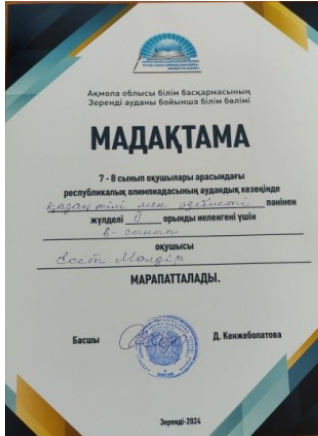 Ақмола облысы білім басқармасының
Зеренді ауданы бойынша білім бөлімі
МАДАҚТАМА
7 - 8 сынып оқушылары арасындағы
республикалық олимпиадасының аудандық кезеңінде
қазақ тілі мен әдебиеті пәнінен
жүлделі II орынды иеленгені үшін
8 - сынып
оқушысы
Есет Мөлдір
МАРАПАТТАЛАДЫ.
Басшы Д. Кенжеболатова
Зеренді-2024